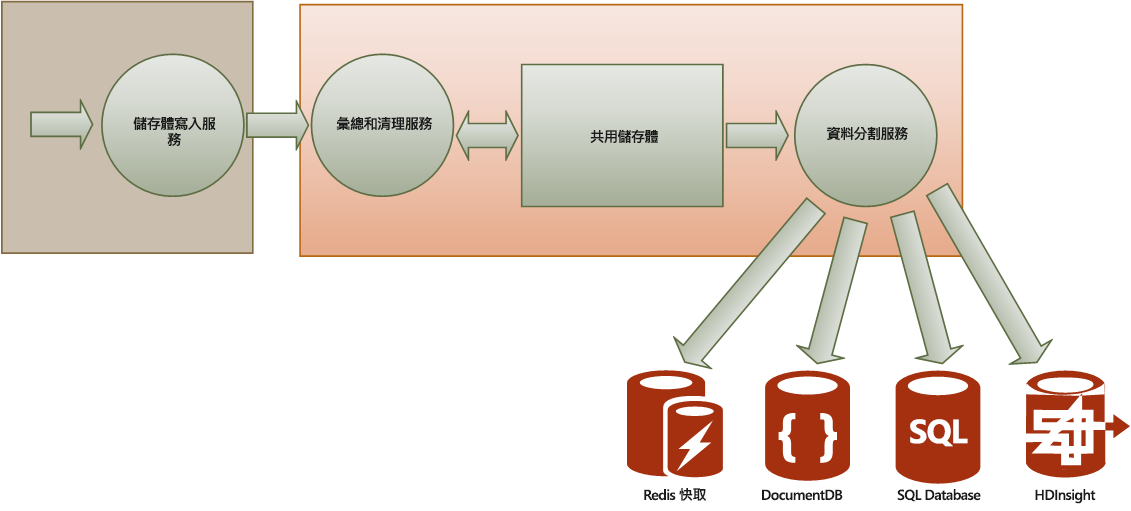 儲存體寫入服
務
彙總和清理服務
共用儲存體
資料分割服務
{ }
SQL
Redis 快取
DocumentDB
SQL Database
HDInsight